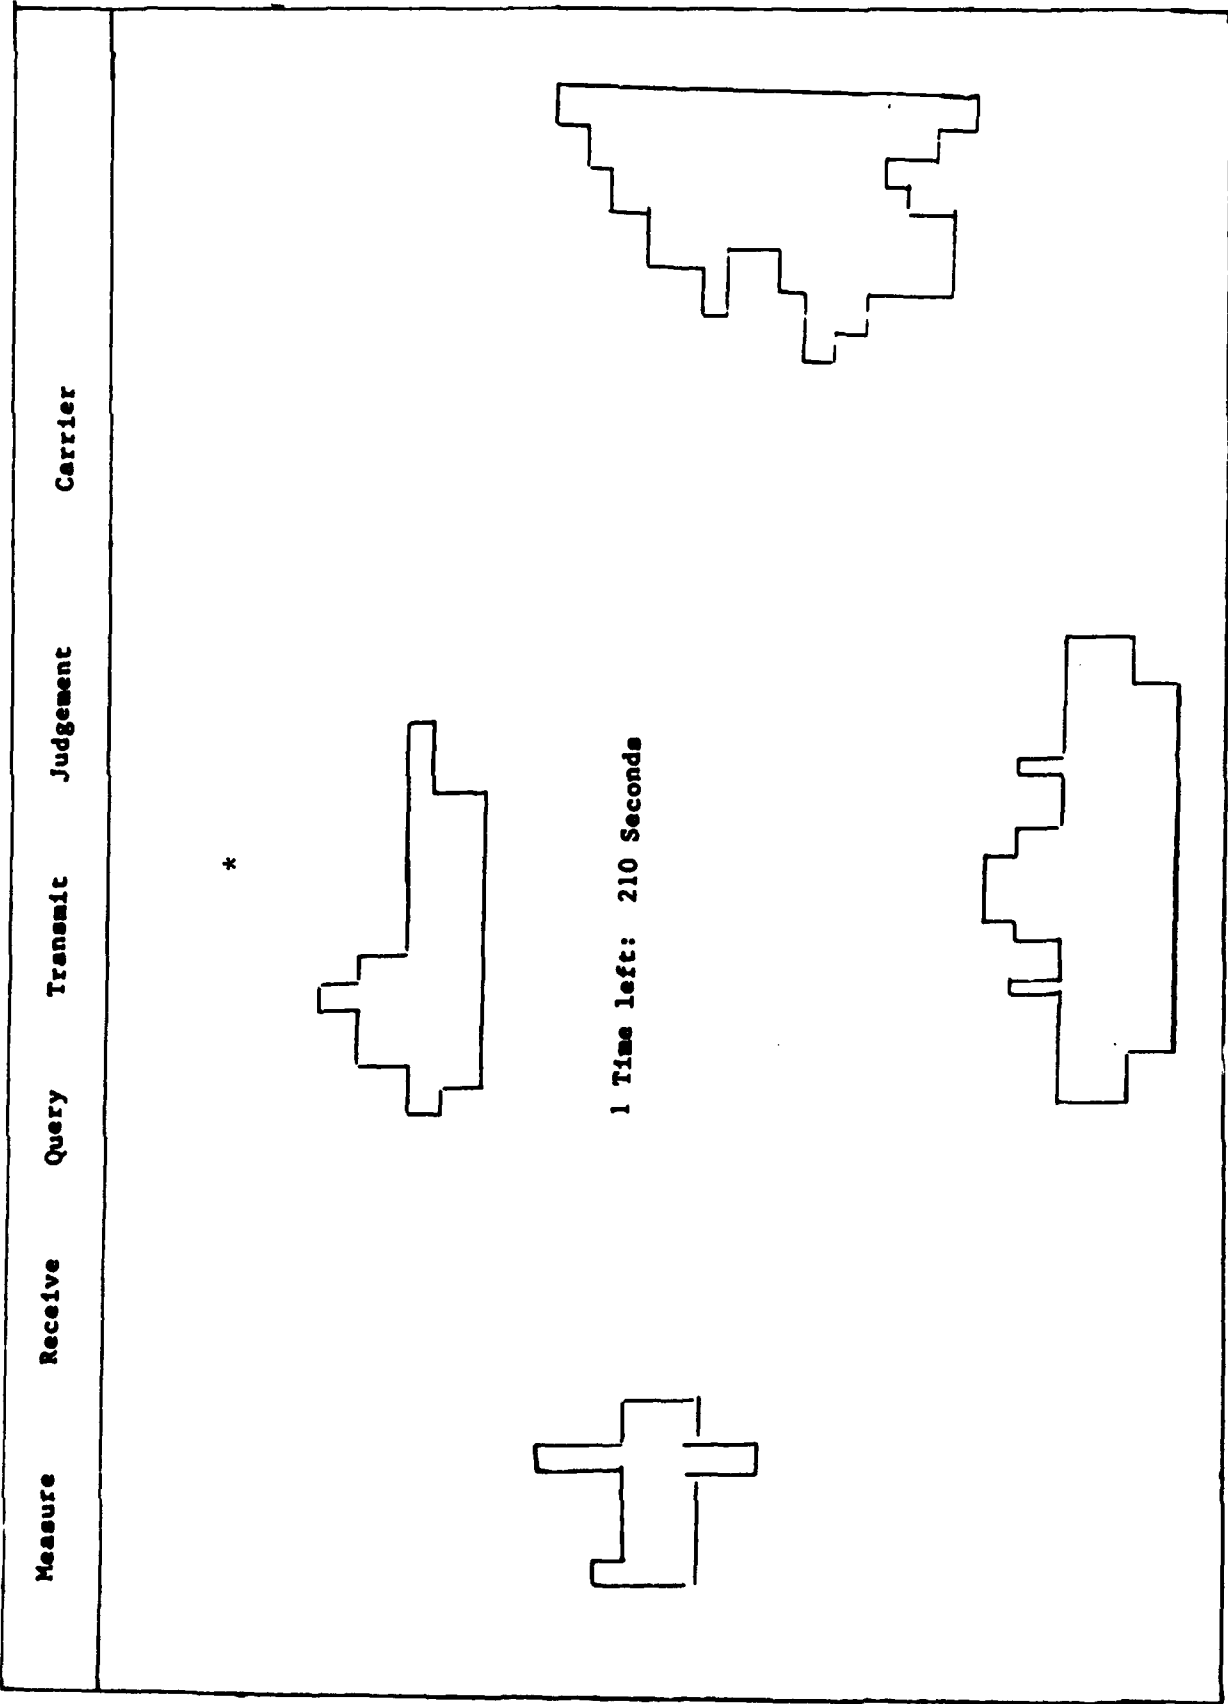 Measure Receive Query Transmit Judgement Carrier
*
1 Time left: 210 Seconds